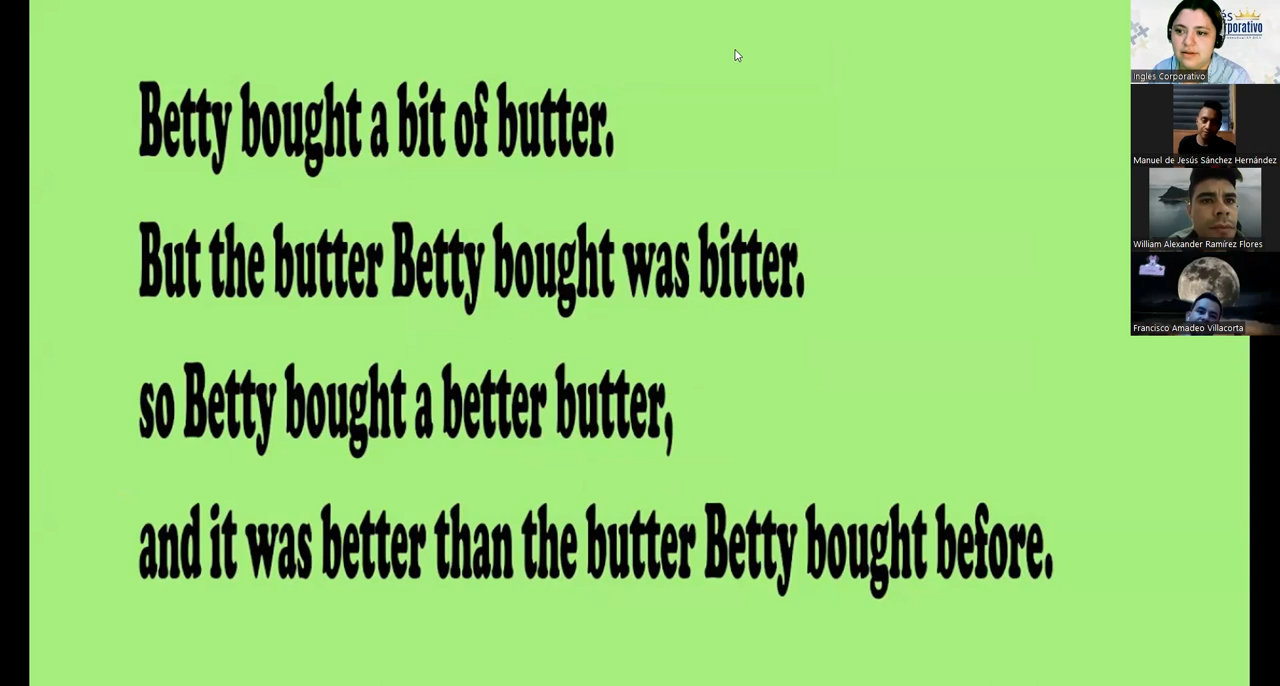 Betty bought a bit of butter.
But the butter Betty bought was bitter.
so Betty bought a better butter,
and it was better than the butter Betty bought before.
Ingles Corporativo
Manuel de Jesús Sánchez Hernández
William Alexander Ramírez Flores
Francisco Amadeo Villacorta